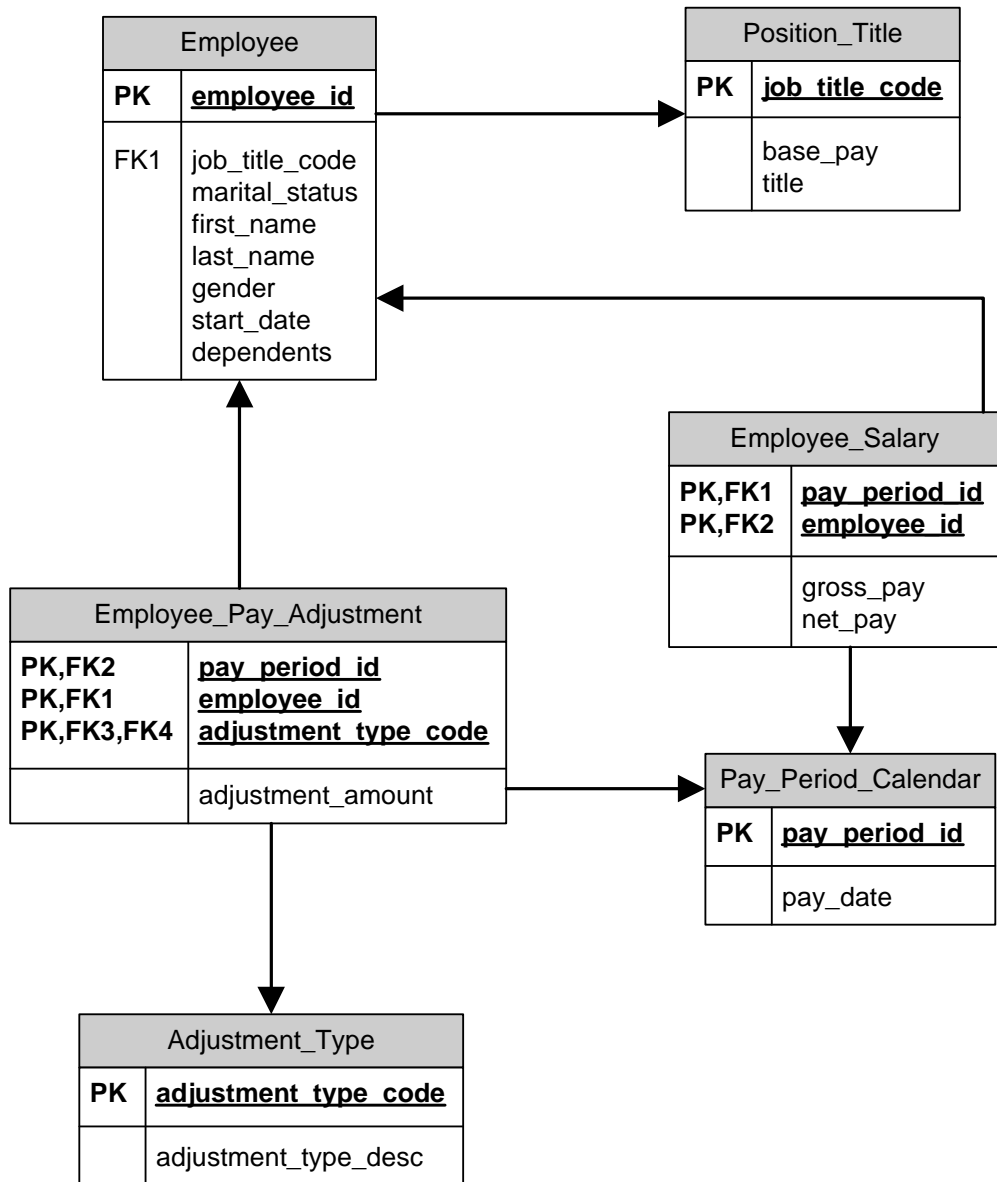 Employee
PK employee_id
FK1 job_title_code
marital_status
first_name
last_name
gender
start_date
dependents
Position_Title
PK job_title_code
base_pay
title
Employee_Salary
PK,FK1 pay_period_id
PK,FK2 employee_id
gross_pay
net_pay
Employee_Pay_Adjustment
PK,FK2 pay_period_id
PK,FK1 employee_id
PK,FK3,FK4 adjustment_type_code
adjustment_amount
Pay_Period_Calendar
PK pay_period_id
pay_date
Adjustment_Type
PK adjustment_type_code
adjustment_type_desc